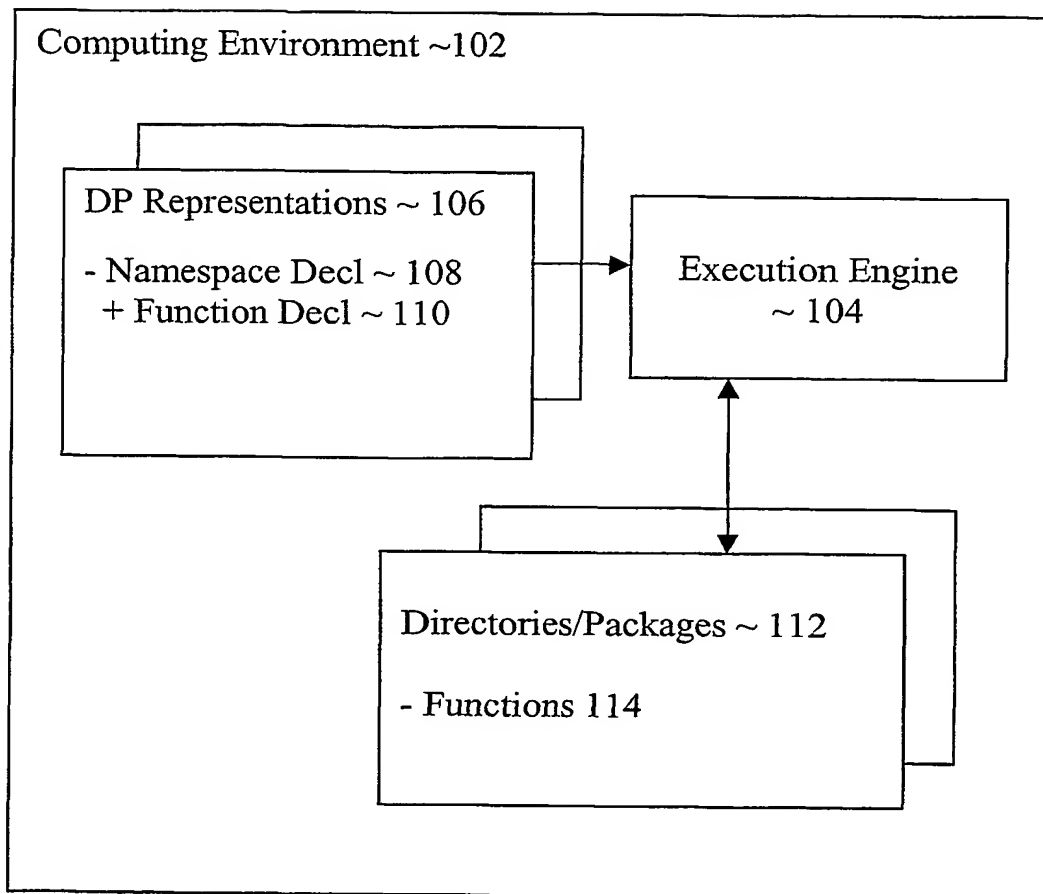 Computing Environment ~102
DP Representations ~ 106
- Namespace Decl ~ 108
+ Function Decl ~ 110
Execution Engine
~ 104
Directories/Packages ~ 112
- Functions 114